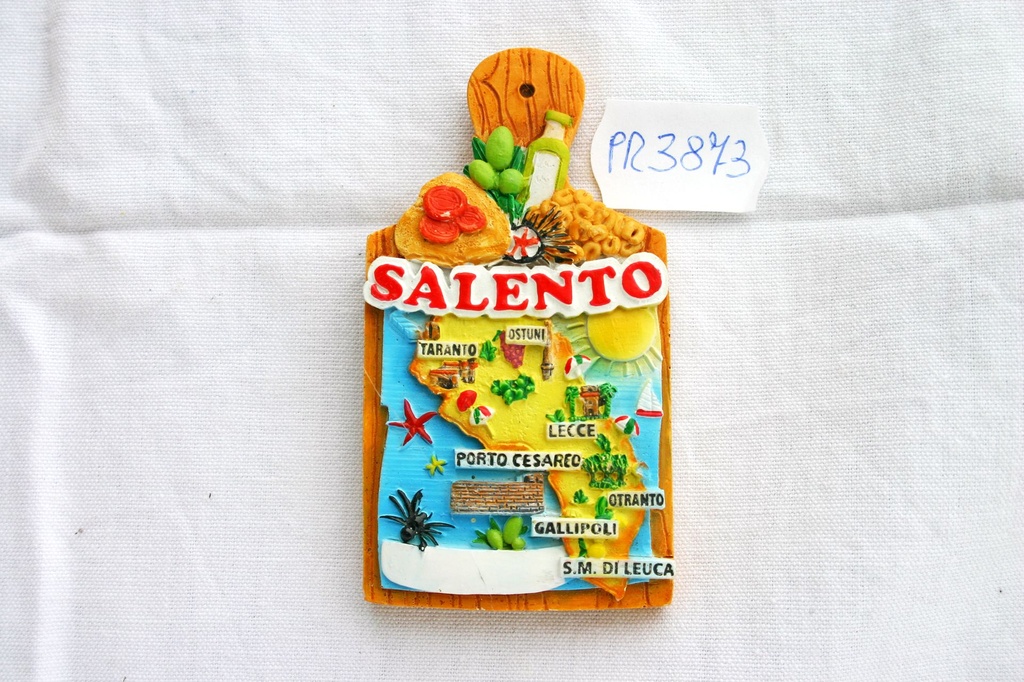 PR3873
SALENTO
OSTUNI
TARANTO
LECCE
PORTO CESAREO
OTRANTO
GALLIPOLI
S.M. DI LEUCA